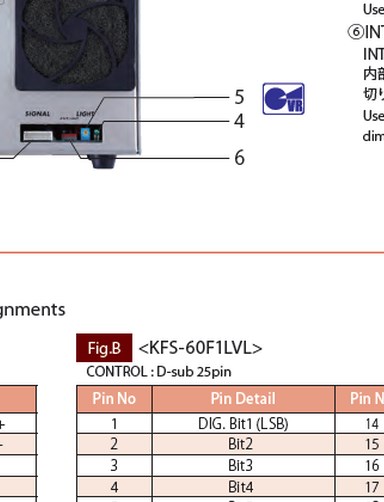 Use
⑥INT
INT
内部
切り
Use
dim
SIGNAL
LIGHT
5
VR
4
6
gnments
Fig.B <KFS-60F1LVL>
CONTROL : D-sub 25pin
Pin No Pin Detail Pin N
+ 1 DIG. Bit1 (LSB) 14
- 2 Bit2 15
3 Bit3 16
4 Bit4 17